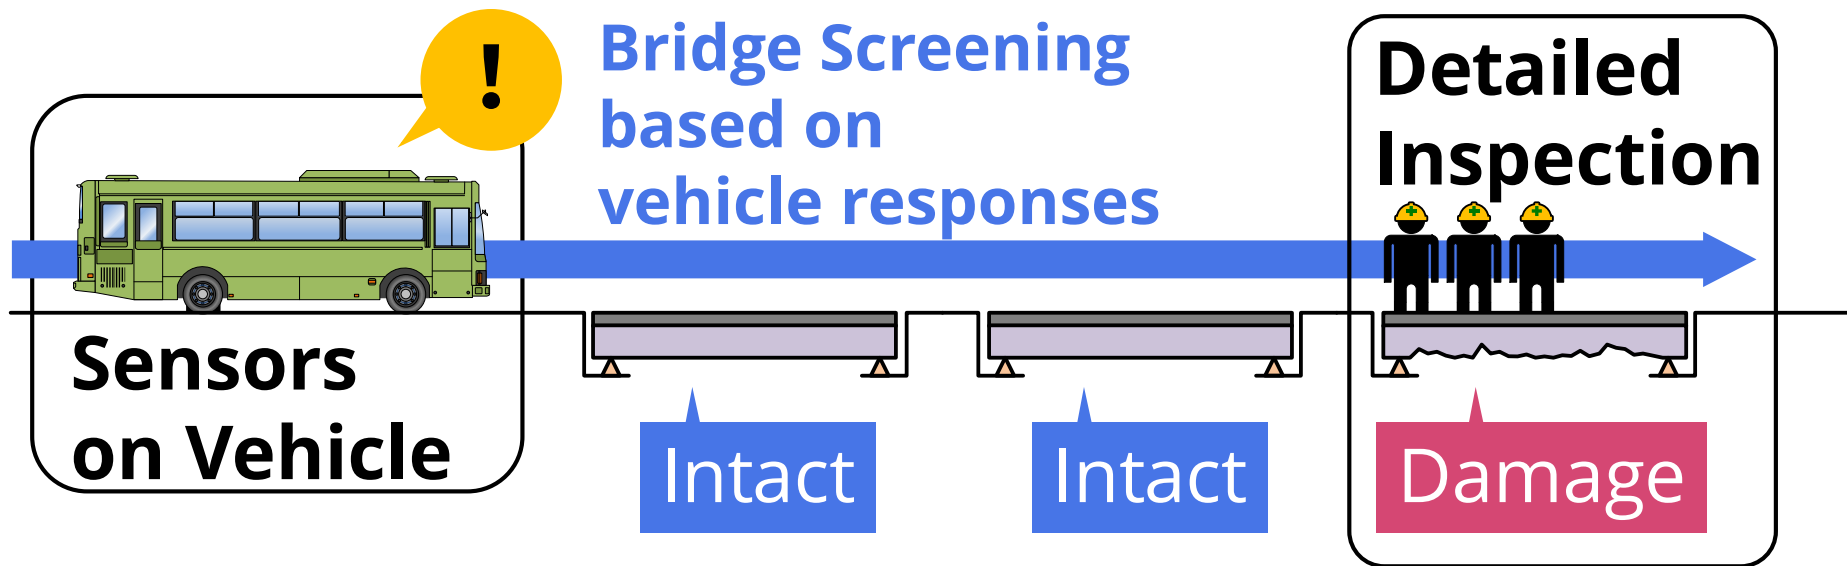 !
Bridge Screening
based on
vehicle responses
Detailed
Inspection
Sensors
on Vehicle
Intact
Intact
Damage